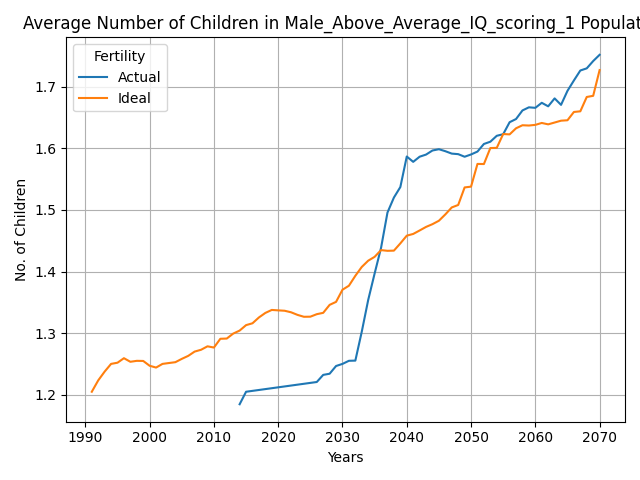 Average Number of Children in Male_Above_Average_IQ_scoring_1 Populat
Fertility
Actual
Ideal
No. of Children
1.7
1.6
1.5
1.4
1.3
1.2
1990 2000 2010 2020 2030 2040 2050 2060 2070
Years